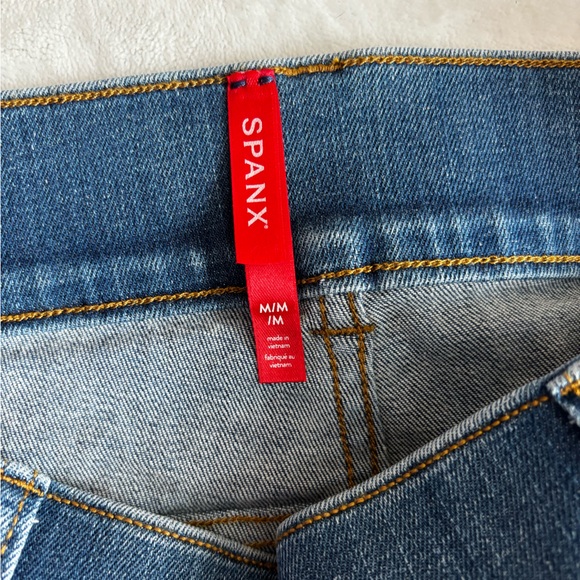 SPANX®
M/M
/M
made in
vietnam
fabriqué au
vietnam